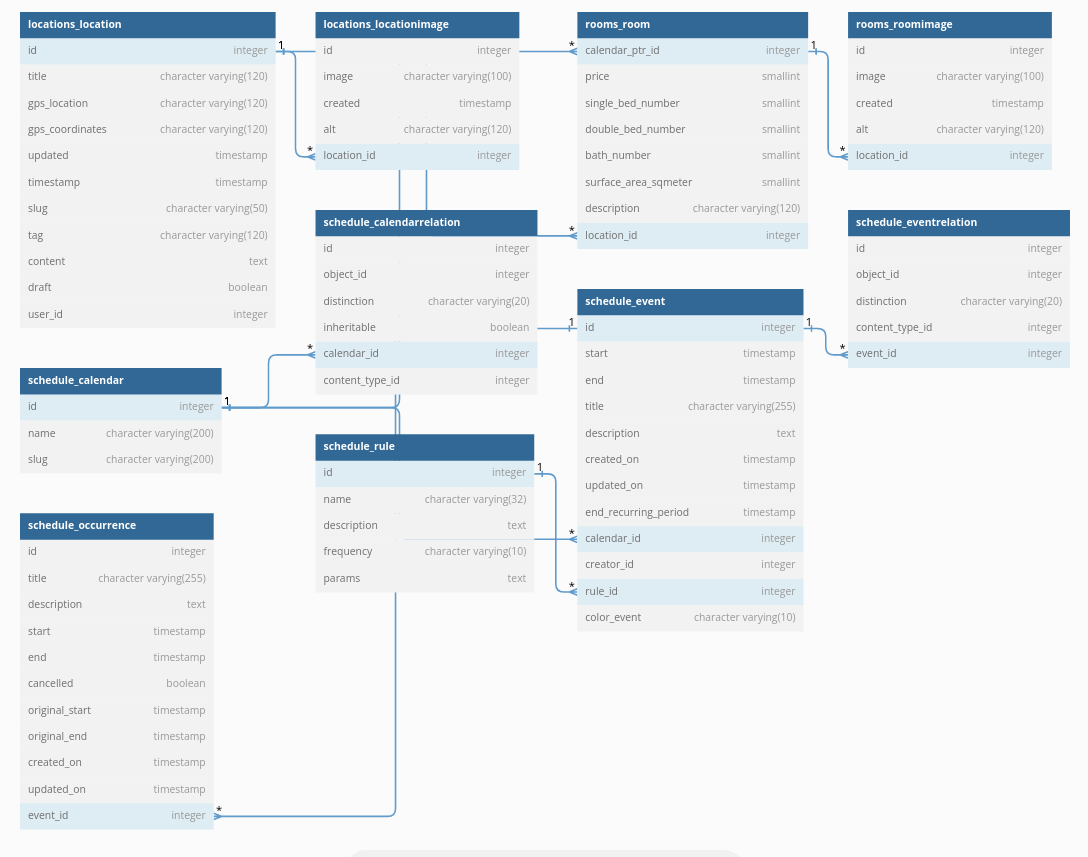 locations_location
id integer
title character varying(120)
gps_location character varying(120)
gps_coordinates character varying(120)
updated timestamp
timestamp timestamp
slug character varying(50)
tag character varying(120)
content text
draft boolean
user_id integer
1
*
locations_locationimage
id integer
image character varying(100)
created timestamp
alt character varying(120)
location_id integer
*
*
rooms_room
calendar_ptr_id integer
price smallint
single_bed_number smallint
double_bed_number smallint
bath_number smallint
surface_area_sqmeter smallint
description character varying(120)
location_id integer
1
*
rooms_roomimage
id integer
image character varying(100)
created timestamp
alt character varying(120)
location_id integer
schedule_calendarrelation
id integer
object_id integer
distinction character varying(20)
inheritable boolean
calendar_id integer
content_type_id integer
*
1
schedule_event
id integer
start timestamp
end timestamp
title character varying(255)
description text
created_on timestamp
updated_on timestamp
end_recurring_period timestamp
calendar_id integer
creator_id integer
rule_id integer
color_event character varying(10)
1
*
schedule_eventrelation
id integer
object_id integer
distinction character varying(20)
content_type_id integer
event_id integer
schedule_calendar
id integer
name character varying(200)
slug character varying(200)
1
schedule_rule
id integer
name character varying(32)
description text
frequency character varying(10)
params text
1
*
*
schedule_occurrence
id integer
title character varying(255)
description text
start timestamp
end timestamp
cancelled boolean
original_start timestamp
original_end timestamp
created_on timestamp
updated_on timestamp
event_id integer
*